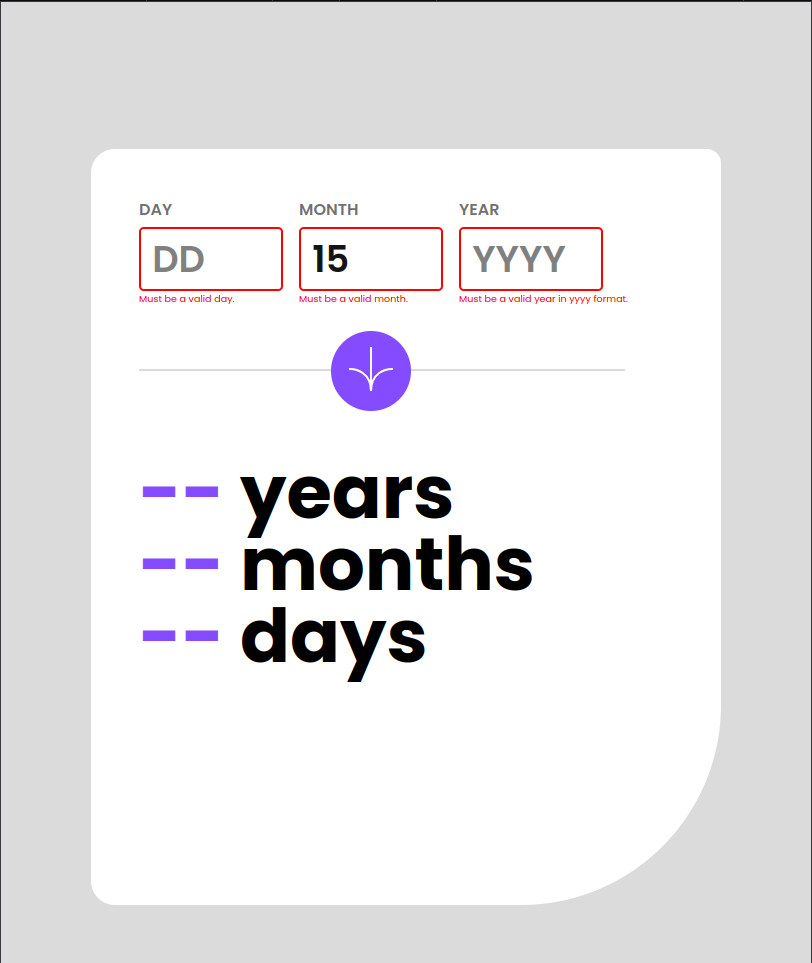 DAY MONTH YEAR
DD 15 YYYY
Must be a valid day. Must be a valid month. Must be a valid year in yyyy format.
-- years
-- months
-- days